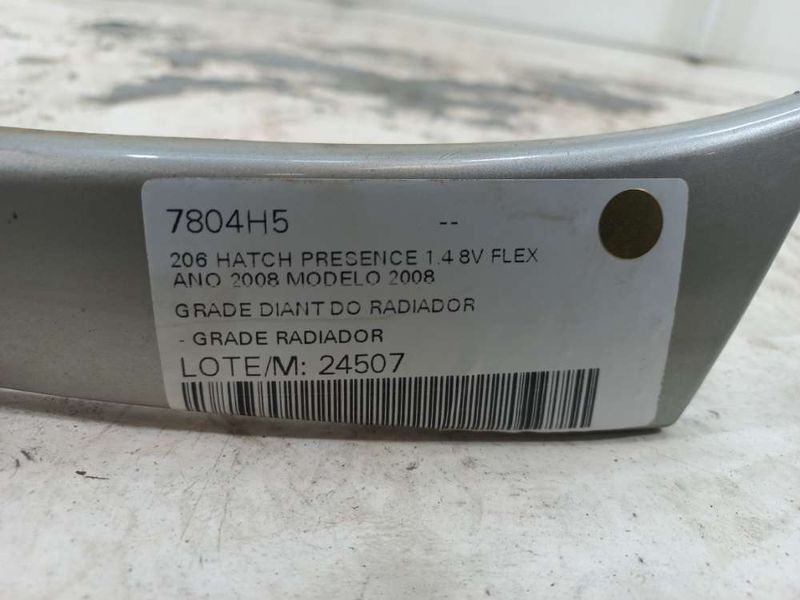 7804H5 --
206 HATCH PRESENCE 1.4 8V FLEX
ANO 2008 MODELO 2008
GRADE DIANT DO RADIADOR
- GRADE RADIADOR
LOTE/M: 24507